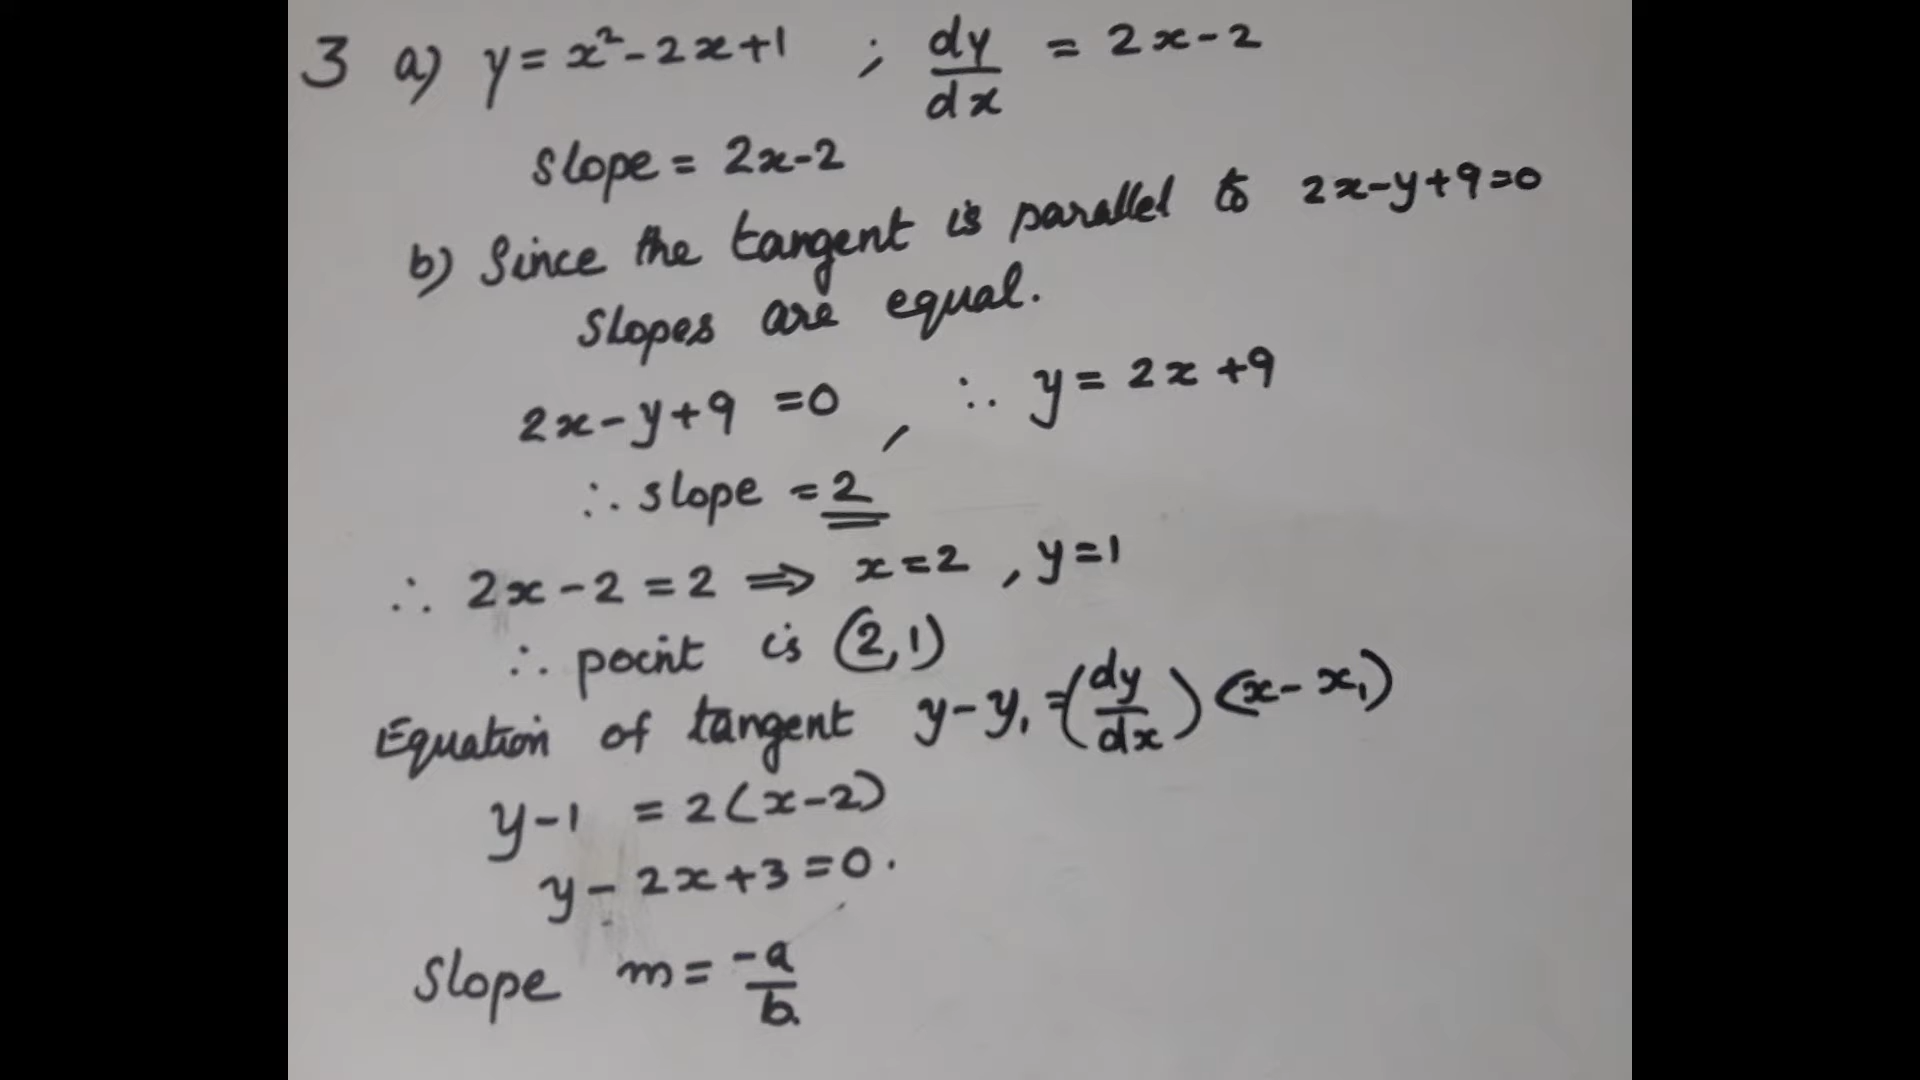 3 a) y = x² - 2x + 1 ; dy/dx = 2x - 2
slope = 2x - 2
b) Since the tangent is parallel to 2x - y + 9 = 0
slopes are equal.
2x - y + 9 = 0 , ∴ y = 2x + 9
∴ slope = 2
∴ 2x - 2 = 2 ⟹ x = 2 , y = 1
∴ point is (2, 1)
Equation of tangent y - y₁ = (dy/dx) (x - x₁)
y - 1 = 2(x - 2)
y - 2x + 3 = 0.
Slope m = -a/b.